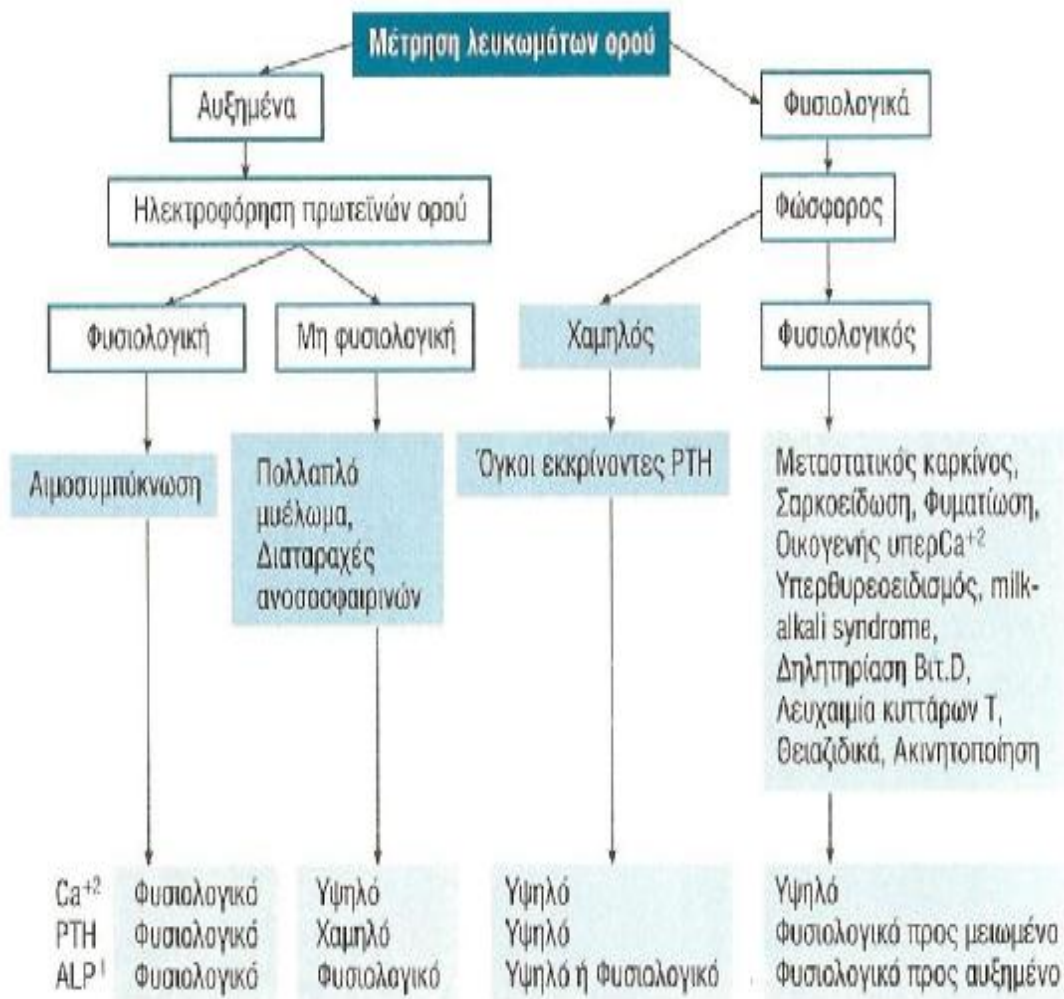 Μέτρηση λευκωμάτων ορού
Αυξημένα
Φυσιολογικά
Ηλεκτροφόρηση πρωτεϊνών ορού
Φώσφορος
Φυσιολογική
Μη φυσιολογική
Χαμηλός
Φυσιολογικός
Αιμοσυμπύκνωση
Πολλαπλό
μυέλωμα,
Διαταραχές
ανοσοσφαιρινών
Όγκοι εκκρίνοντες PTH
Μεταστατικός καρκίνος,
Σαρκοείδωση, Φυματίωση,
Οικογενής υπερCa⁺²
Υπερθυρεοειδισμός, milk-
alkali syndrome,
Δηλητηρίαση Βιτ.D,
Λευχαιμία κυττάρων Τ,
Θειαζιδικά, Ακινητοποίηση
Ca⁺² Φυσιολογικό Υψηλό Υψηλό Υψηλό
PTH Φυσιολογικό Χαμηλό Υψηλό Φυσιολογικό προς μειωμένο
ALP¹ Φυσιολογικό Φυσιολογικό Υψηλό ή Φυσιολογικό Φυσιολογικό προς αυξημένο